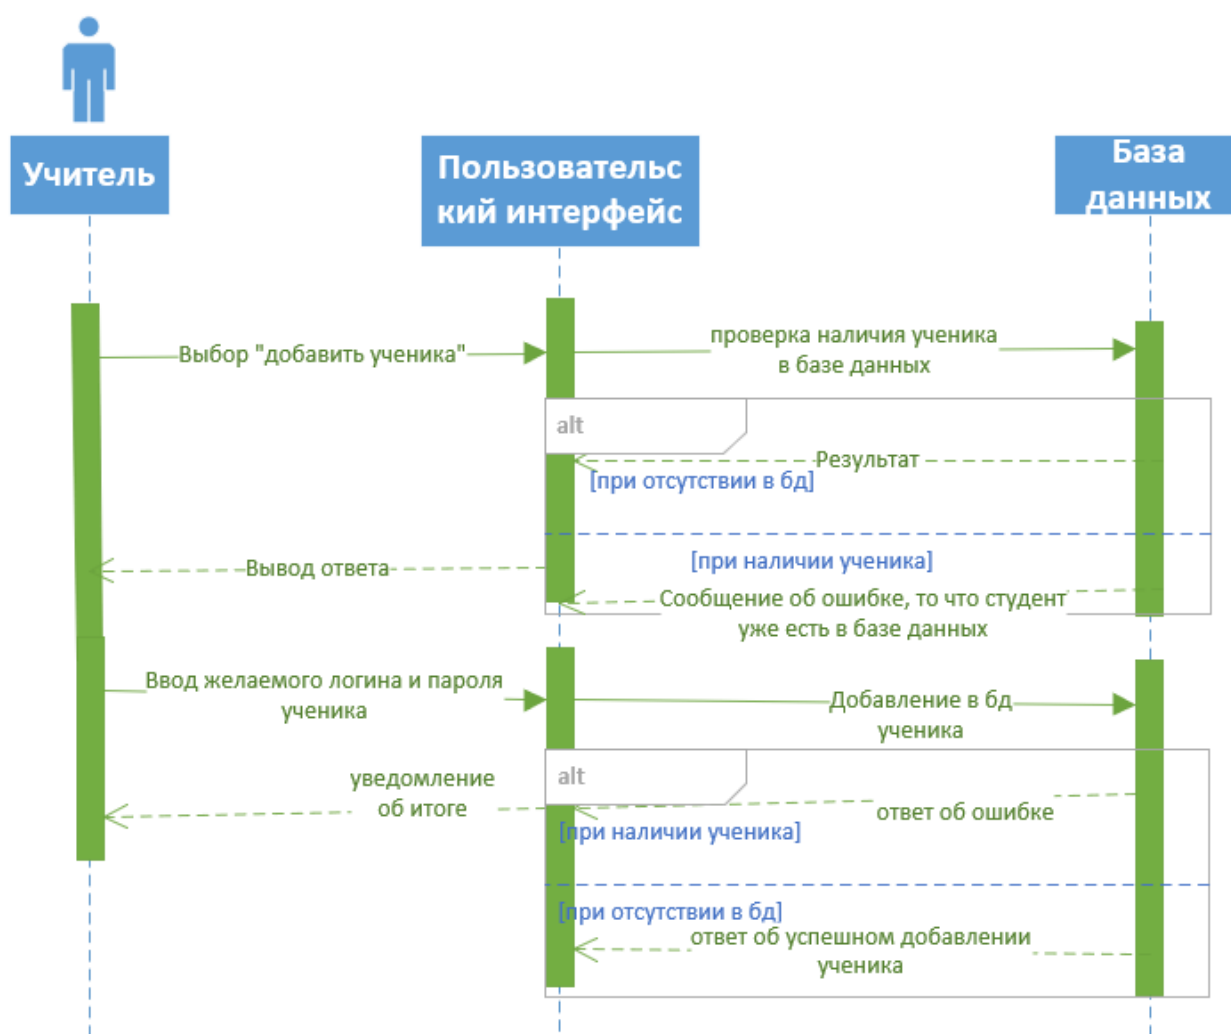 Учитель
Пользовательс
кий интерфейс
База
данных
Выбор "добавить ученика"
проверка наличия ученика
в базе данных
alt
Результат
[при отсутствии в бд]
[при наличии ученика]
Вывод ответа
Сообщение об ошибке, то что студент
уже есть в базе данных
Ввод желаемого логина и пароля
ученика
Добавление в бд
ученика
alt
уведомление
об итоге
ответ об ошибке
[при наличии ученика]
[при отсутствии в бд]
ответ об успешном добавлении
ученика